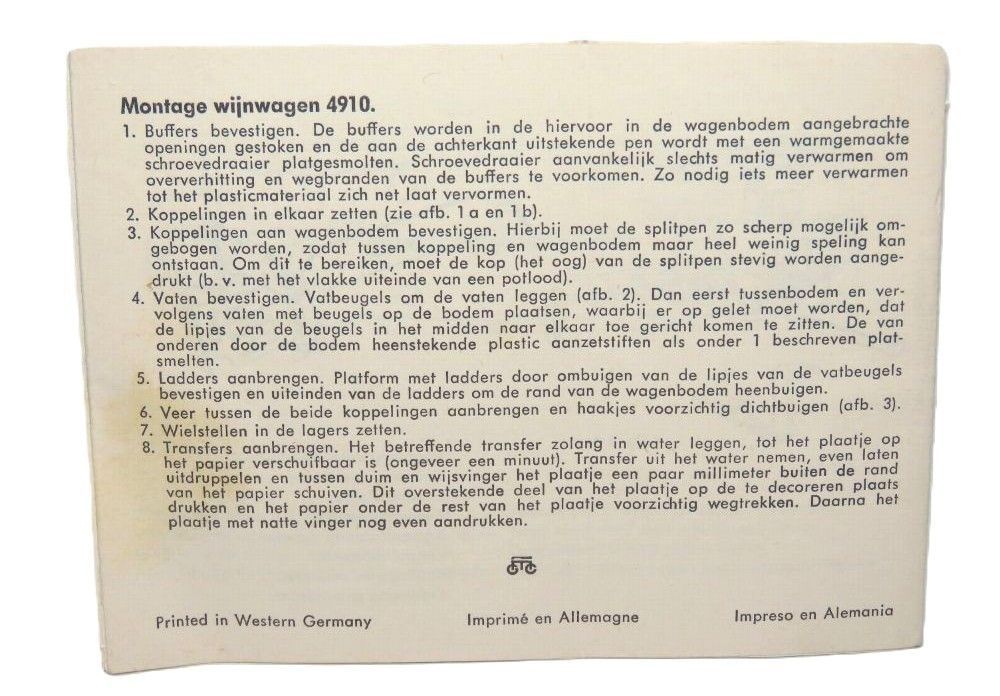 Montage wijnwagen 4910.
1. Buffers bevestigen. De buffers worden in de hiervoor in de wagenbodem aangebrachte
openingen gestoken en de aan de achterkant uitstekende pen wordt met een warmgemaakte
schroevedraaier platgesmolten. Schroevedraaier aanvankelijk slechts matig verwarmen om
oververhitting en wegbranden van de buffers te voorkomen. Zo nodig iets meer verwarmen
tot het plasticmateriaal zich net laat vervormen.
2. Koppelingen in elkaar zetten (zie afb. 1 a en 1 b).
3. Koppelingen aan wagenbodem bevestigen. Hierbij moet de splitpen zo scherp mogelijk om-
gebogen worden, zodat tussen koppeling en wagenbodem maar heel weinig speling kan
ontstaan. Om dit te bereiken, moet de kop (het oog) van de splitpen stevig worden aange-
drukt (b. v. met het vlakke uiteinde van een potlood).
4. Vaten bevestigen. Vatbeugels om de vaten leggen (afb. 2). Dan eerst tussenbodem en ver-
volgens vaten met beugels op de bodem plaatsen, waarbij er op gelet moet worden, dat
de lipjes van de beugels in het midden naar elkaar toe gericht komen te zitten. De van
onderen door de bodem heenstekende plastic aanzetstiften als onder 1 beschreven plat-
smelten.
5. Ladders aanbrengen. Platform met ladders door ombuigen van de lipjes van de vatbeugels
bevestigen en uiteinden van de ladders om de rand van de wagenbodem heenbuigen.
6. Veer tussen de beide koppelingen aanbrengen en haakjes voorzichtig dichtbuigen (afb. 3).
7. Wielstellen in de lagers zetten.
8. Transfers aanbrengen. Het betreffende transfer zolang in water leggen, tot het plaatje op
het papier verschuifbaar is (ongeveer een minuut). Transfer uit het water nemen, even laten
uitdruppelen en tussen duim en wijsvinger het plaatje een paar millimeter buiten de rand
van het papier schuiven. Dit overstekende deel van het plaatje op de te decoreren plaats
drukken en het papier onder de rest van het plaatje voorzichtig wegtrekken. Daarna het
plaatje met natte vinger nog even aandrukken.
Printed in Western Germany Imprimé en Allemagne Impreso en Alemania